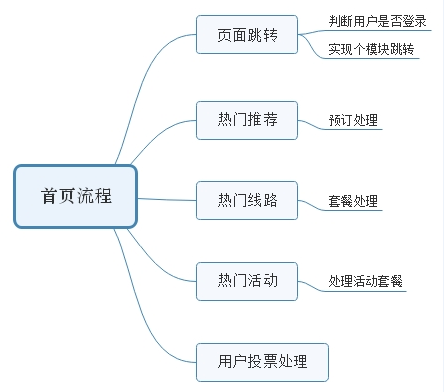 首页流程
页面跳转
判断用户是否登录
实现个模块跳转
热门推荐
预订处理
热门线路
套餐处理
热门活动
处理活动套餐
用户投票处理